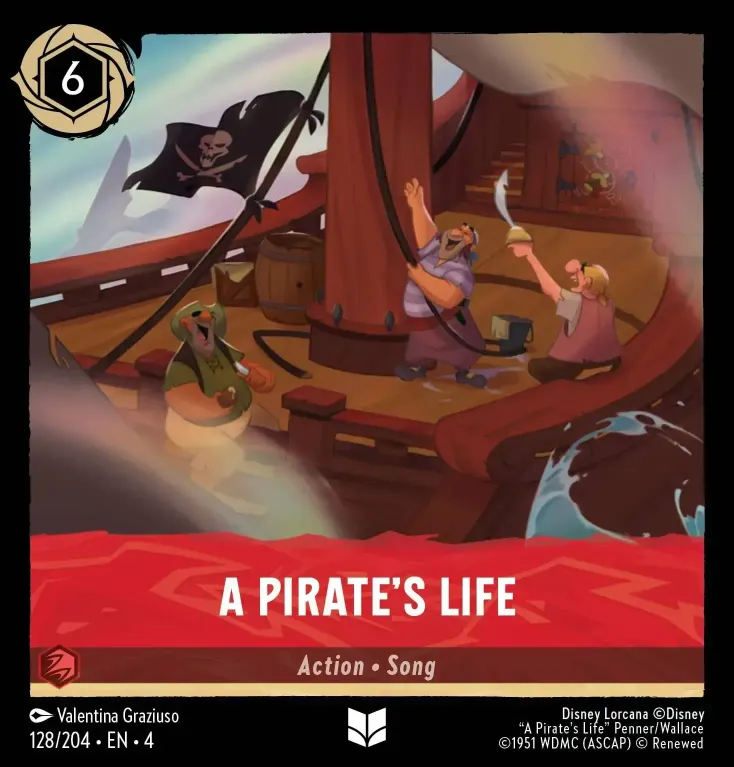 6
A PIRATE’S LIFE
Action • Song
Valentina Graziuso
128/204 • EN • 4
Disney Lorcana ©Disney
“A Pirate’s Life” Penner/Wallace
©1951 WDMC (ASCAP) © Renewed